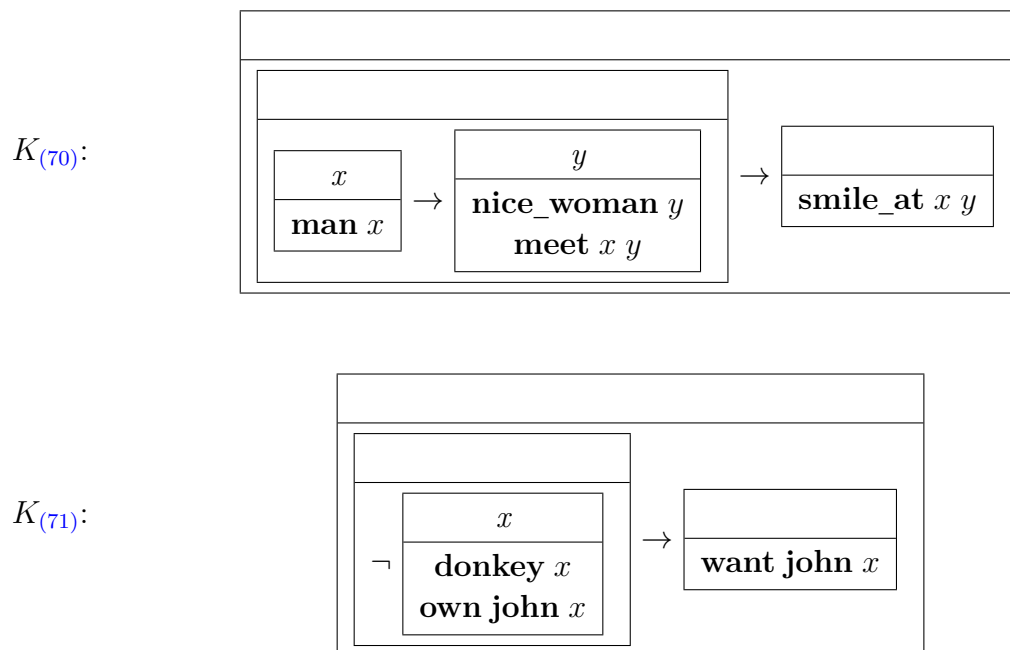 K(70):
x
man x
→
y
nice_woman y
meet x y
→
smile_at x y
K(71):
¬
x
donkey x
own john x
→
want john x